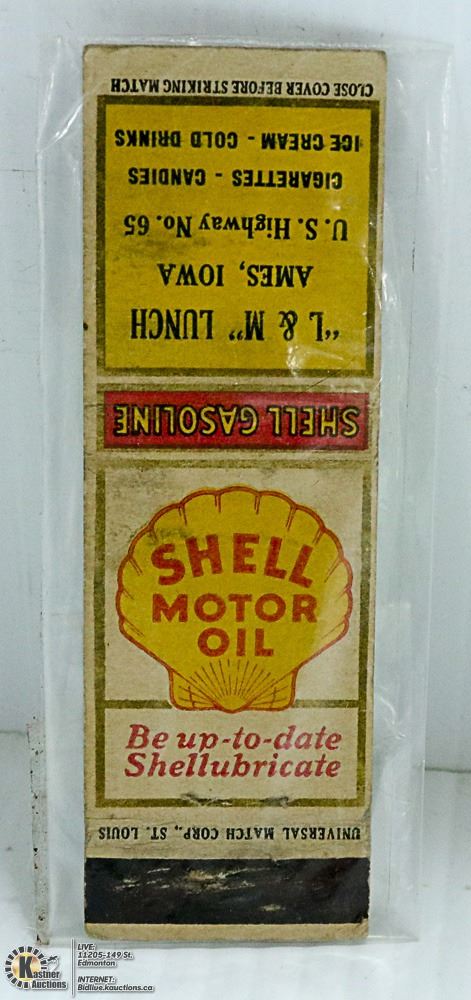 CLOSE COVER BEFORE STRIKING MATCH
"L & M" LUNCH
AMES, IOWA
U. S. Highway No. 65
CIGARETTES - CANDIES
ICE CREAM - COLD DRINKS
SHELL GASOLINE
SHELL
MOTOR
OIL
Be up-to-date
Shellubricate
UNIVERSAL MATCH CORP., ST. LOUIS
Kastner
Auctions
LIVE:
11205-149 St.
Edmonton
INTERNET:
Bidlive.kauctions.ca